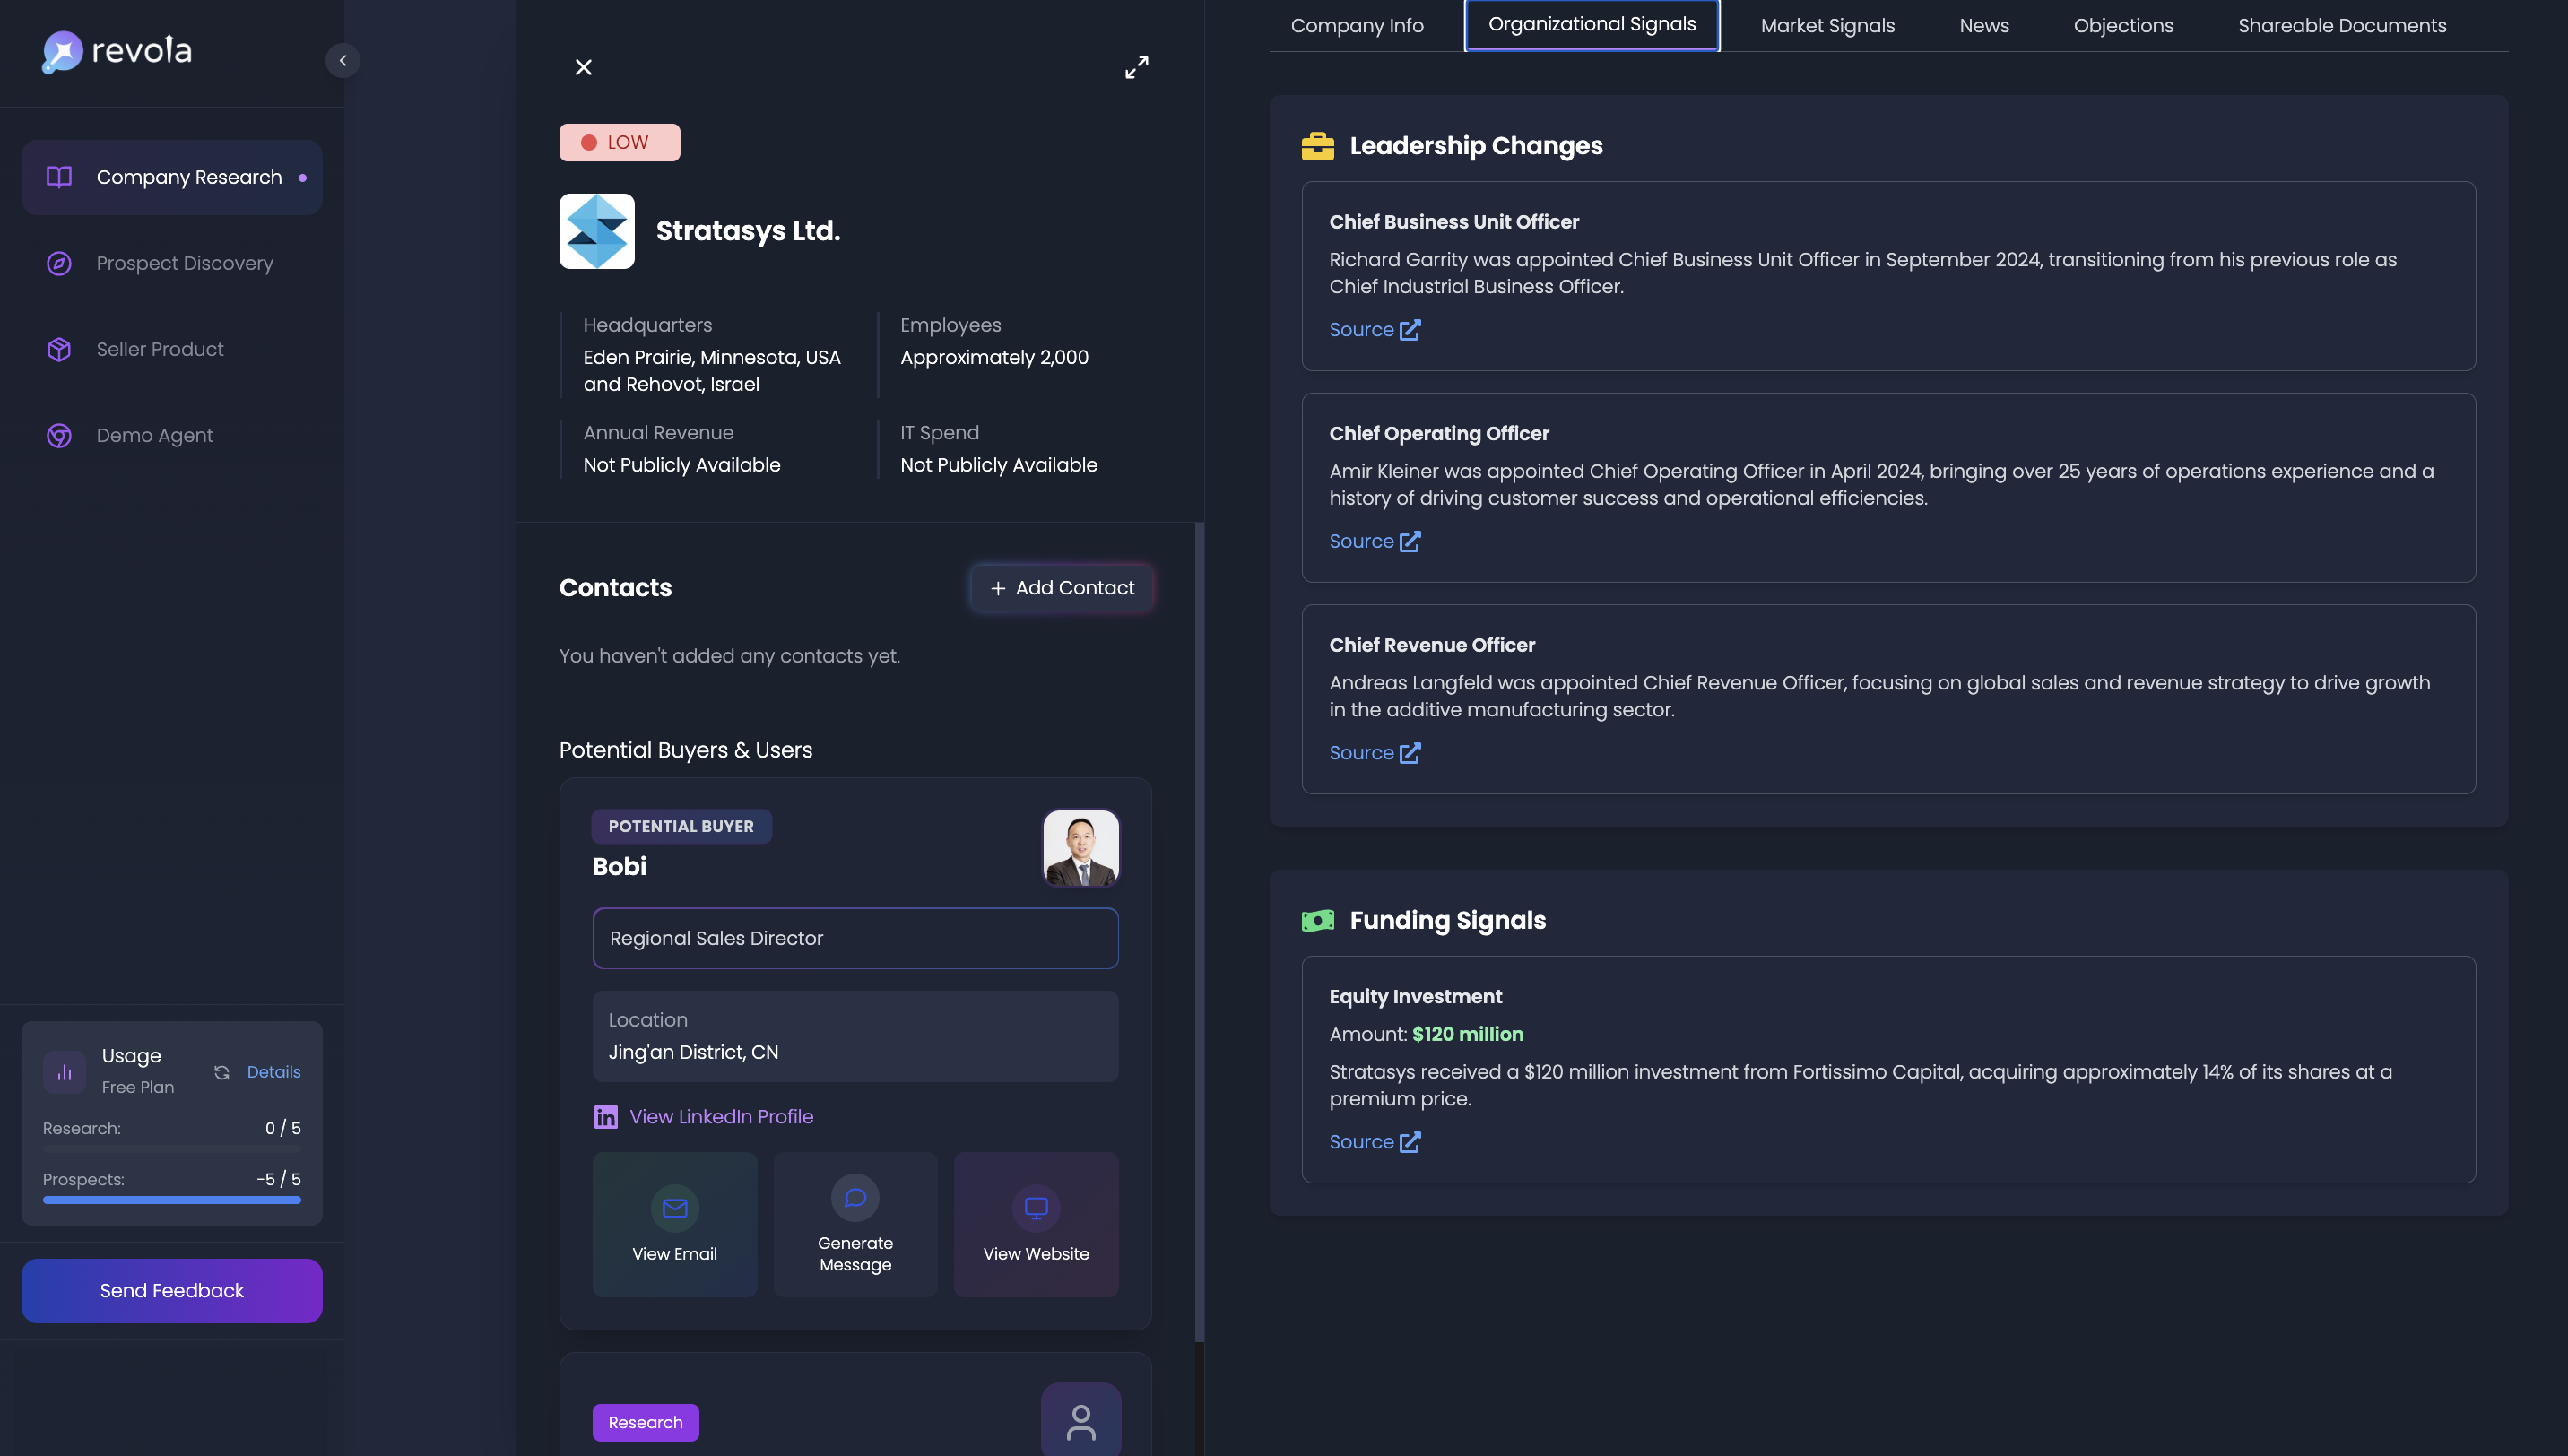 revola
Company Research
Prospect Discovery
Seller Product
Demo Agent
Usage
Free Plan
Details
Research:
0 / 5
Prospects:
-5 / 5
Send Feedback
LOW
Stratasys Ltd.
Headquarters
Eden Prairie, Minnesota, USA
and Rehovot, Israel
Employees
Approximately 2,000
Annual Revenue
Not Publicly Available
IT Spend
Not Publicly Available
Contacts
Add Contact
You haven't added any contacts yet.
Potential Buyers & Users
POTENTIAL BUYER
Bobi
Regional Sales Director
Location
Jing'an District, CN
View LinkedIn Profile
View Email
Generate
Message
View Website
Research
Company Info
Organizational Signals
Market Signals
News
Objections
Shareable Documents
Leadership Changes
Chief Business Unit Officer
Richard Garrity was appointed Chief Business Unit Officer in September 2024, transitioning from his previous role as
Chief Industrial Business Officer.
Source
Chief Operating Officer
Amir Kleiner was appointed Chief Operating Officer in April 2024, bringing over 25 years of operations experience and a
history of driving customer success and operational efficiencies.
Source
Chief Revenue Officer
Andreas Langfeld was appointed Chief Revenue Officer, focusing on global sales and revenue strategy to drive growth
in the additive manufacturing sector.
Source
Funding Signals
Equity Investment
Amount: $120 million
Stratasys received a $120 million investment from Fortissimo Capital, acquiring approximately 14% of its shares at a
premium price.
Source